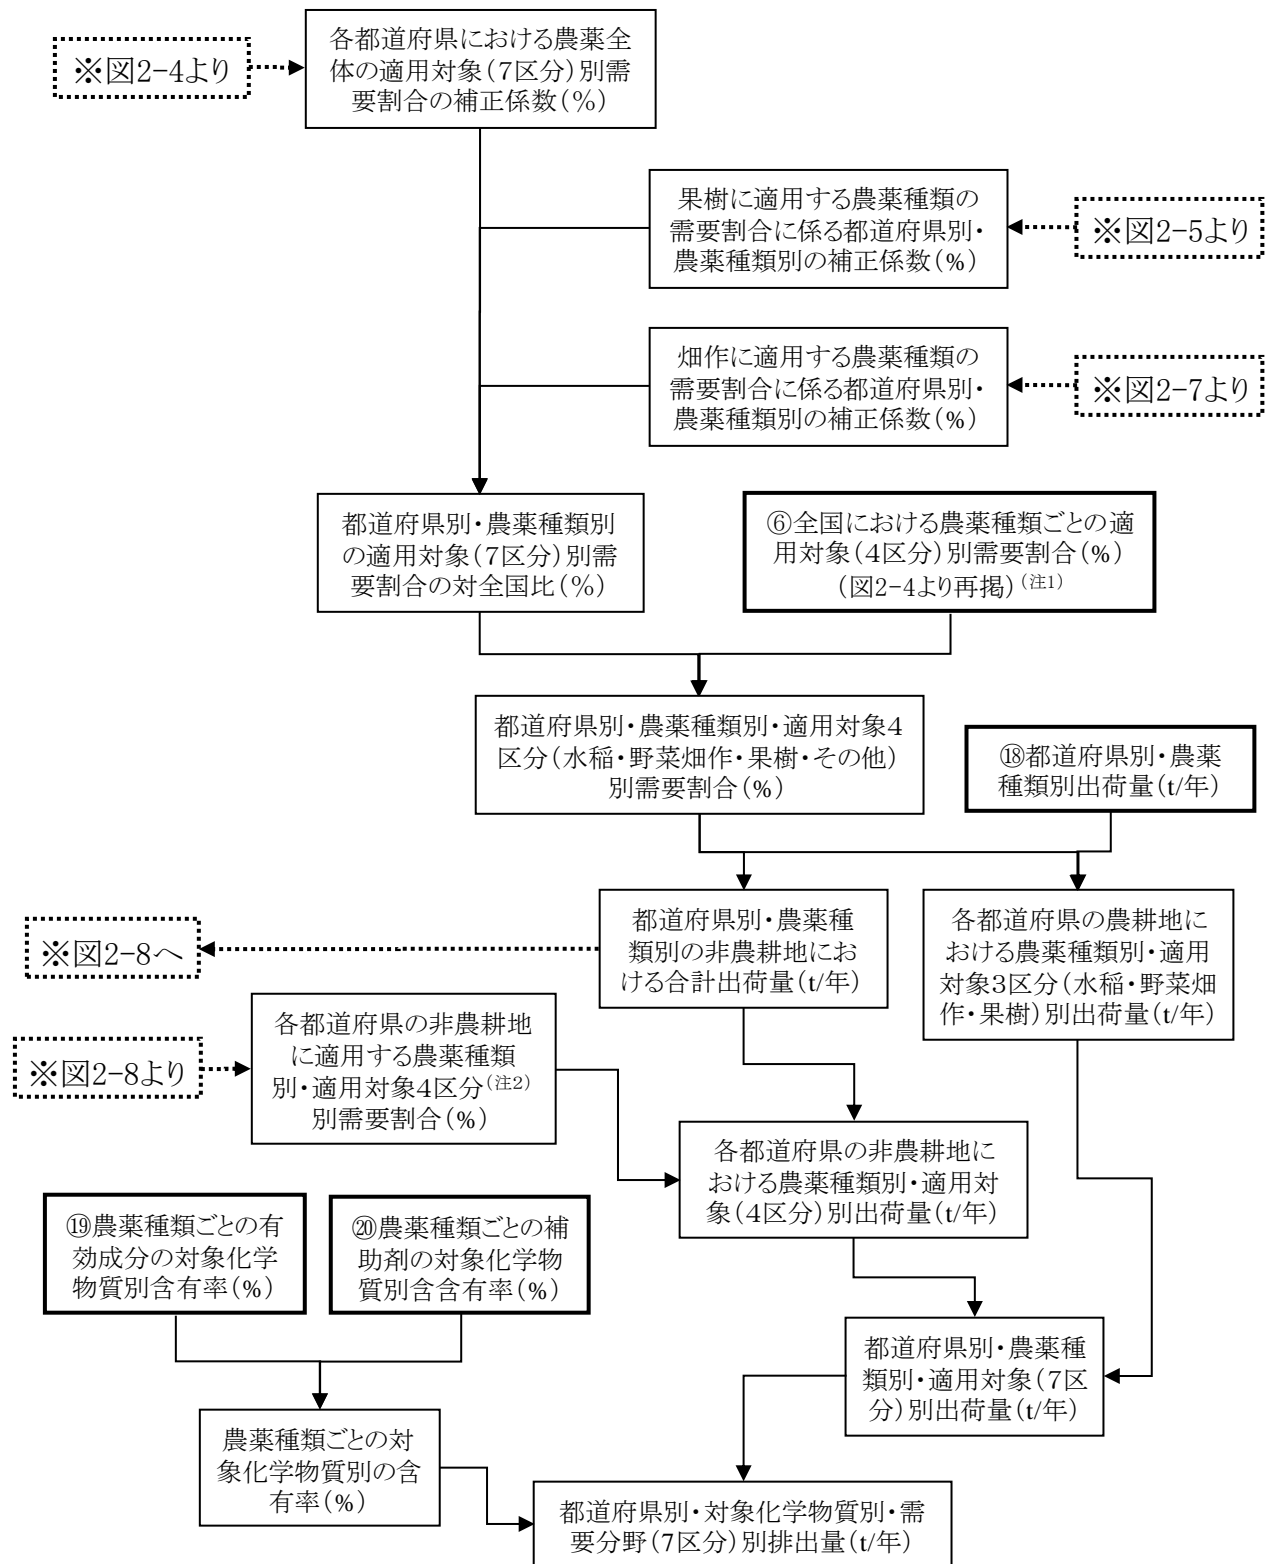 ※図2-4より
各都道府県における農薬全
体の適用対象(7区分)別需
要割合の補正係数(%)
果樹に適用する農薬種類の
需要割合に係る都道府県別・
農薬種類別の補正係数(%)
※図2-5より
畑作に適用する農薬種類の
需要割合に係る都道府県別・
農薬種類別の補正係数(%)
※図2-7より
都道府県別・農薬種類別
の適用対象(7区分)別需
要割合の対全国比(%)
⑥全国における農薬種類ごとの適
用対象(4区分)別需要割合(%)
(図2-4より再掲)(注1)
都道府県別・農薬種類別・適用対象4
区分(水稲・野菜畑作・果樹・その他)
別需要割合(%)
⑱都道府県別・農薬
種類別出荷量(t/年)
※図2-8へ
都道府県別・農薬種
類別の非農耕地にお
ける合計出荷量(t/年)
各都道府県の農耕地に
おける農薬種類別・適用
対象3区分(水稲・野菜畑
作・果樹)別出荷量(t/年)
※図2-8より
各都道府県の非農耕地
に適用する農薬種類
別・適用対象4区分(注2)
別需要割合(%)
各都道府県の非農耕地に
おける農薬種類別・適用対
象(4区分)別出荷量(t/年)
⑲農薬種類ごとの有
効成分の対象化学
物質別含有率(%)
⑳農薬種類ごとの補
助剤の対象化学物
質別含含有率(%)
都道府県別・農薬種
類別・適用対象(7区
分)別出荷量(t/年)
農薬種類ごとの対
象化学物質別の含
有率(%)
都道府県別・対象化学物質別・需
要分野(7区分)別排出量(t/年)